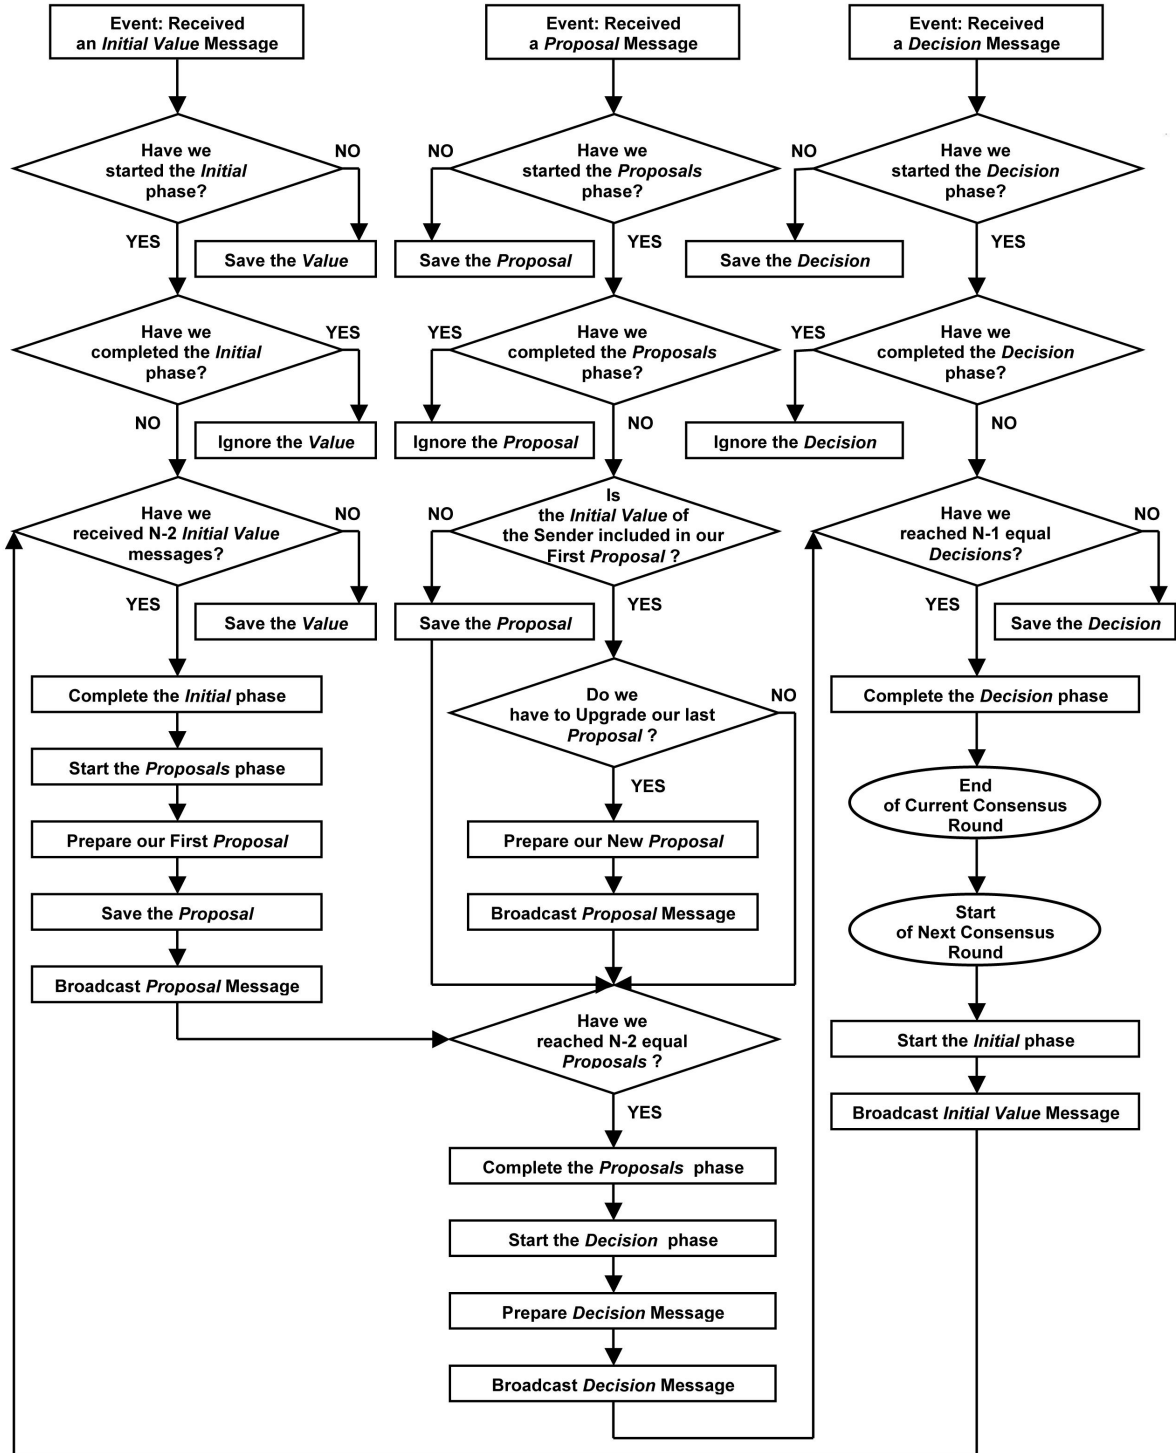 Event: Received
an Initial Value Message
Have we
started the Initial
phase?
NO
YES
Save the Value
Have we
completed the Initial
phase?
YES
NO
Ignore the Value
Have we
received N-2 Initial Value
messages?
NO
YES
Save the Value
Complete the Initial phase
Start the Proposals phase
Prepare our First Proposal
Save the Proposal
Broadcast Proposal Message
Event: Received
a Proposal Message
NO
Have we
started the Proposals
phase?
YES
Save the Proposal
YES
Have we
completed the Proposals
phase?
NO
Ignore the Proposal
NO
Is
the Initial Value of
the Sender included in our
First Proposal ?
YES
Save the Proposal
Do we
have to Upgrade our last
Proposal ?
NO
YES
Prepare our New Proposal
Broadcast Proposal Message
Have we
reached N-2 equal
Proposals ?
YES
Complete the Proposals phase
Start the Decision phase
Prepare Decision Message
Broadcast Decision Message
Event: Received
a Decision Message
NO
Have we
started the Decision
phase?
YES
Save the Decision
YES
Have we
completed the Decision
phase?
NO
Ignore the Decision
Have we
reached N-1 equal
Decisions?
NO
YES
Save the Decision
Complete the Decision phase
End
of Current Consensus
Round
Start
of Next Consensus
Round
Start the Initial phase
Broadcast Initial Value Message